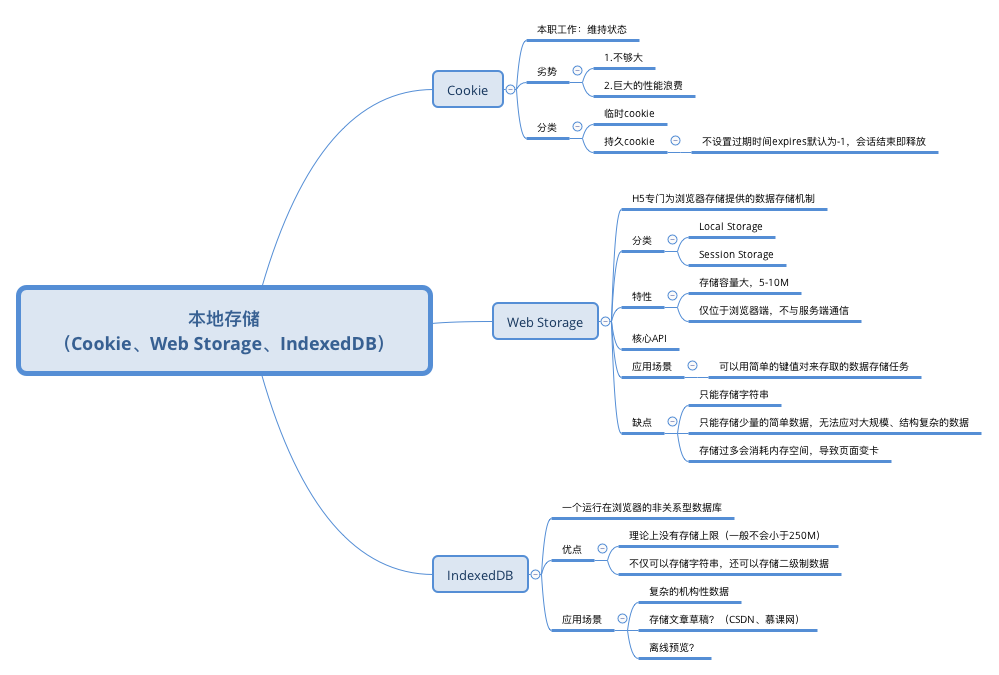 本地存储
（Cookie、Web Storage、IndexedDB）
Cookie
本职工作：维持状态
劣势
1.不够大
2.巨大的性能浪费
分类
临时cookie
持久cookie
不设置过期时间expires默认为-1，会话结束即释放
Web Storage
H5专门为浏览器存储提供的数据存储机制
分类
Local Storage
Session Storage
特性
存储容量大，5-10M
仅位于浏览器端，不与服务端通信
核心API
应用场景
可以用简单的键值对来存取的数据存储任务
缺点
只能存储字符串
只能存储少量的简单数据，无法应对大规模、结构复杂的数据
存储过多会消耗内存空间，导致页面变卡
IndexedDB
一个运行在浏览器的非关系型数据库
优点
理论上没有存储上限（一般不会小于250M）
不仅可以存储字符串，还可以存储二级制数据
应用场景
复杂的机构性数据
存储文章草稿？（CSDN、慕课网）
离线预览？